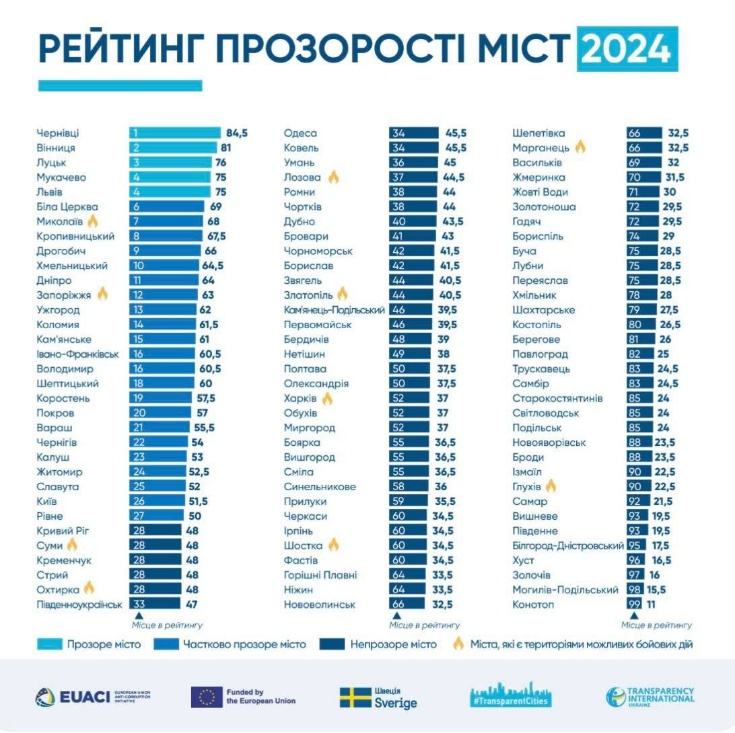 РЕЙТИНГ ПРОЗОРОСТІ МІСТ 2024
Чернівці 1 84,5
Вінниця 2 81
Луцьк 3 76
Мукачево 4 75
Львів 4 75
Біла Церква 6 69
Миколаїв 7 68
Кропивницький 8 67,5
Дрогобич 9 66
Хмельницький 10 64,5
Дніпро 11 64
Запоріжжя 12 63
Ужгород 13 62
Коломия 14 61,5
Кам'янське 15 61
Івано-Франківськ 16 60,5
Володимир 16 60,5
Шептицький 18 60
Коростень 19 57,5
Покров 20 57
Вараш 21 55,5
Чернігів 22 54
Калуш 23 53
Житомир 24 52,5
Славута 25 52
Київ 26 51,5
Рівне 27 50
Кривий Ріг 28 48
Суми 28 48
Кременчук 28 48
Стрий 28 48
Охтирка 28 48
Південноукраїнськ 33 47
Місце в рейтингу
Одеса 34 45,5
Ковель 34 45,5
Умань 36 45
Лозова 37 44,5
Ромни 38 44
Чортків 38 44
Дубно 40 43,5
Бровари 41 43
Чорноморськ 42 41,5
Борислав 42 41,5
Звягель 44 40,5
Златопіль 44 40,5
Кам'янець-Подільський 46 39,5
Первомайськ 46 39,5
Бердичів 48 39
Нетішин 49 38
Полтава 50 37,5
Олександрія 50 37,5
Харків 52 37
Обухів 52 37
Миргород 52 37
Боярка 55 36,5
Вишгород 55 36,5
Сміла 55 36,5
Синельникове 58 36
Прилуки 59 35,5
Черкаси 60 34,5
Ірпінь 60 34,5
Шостка 60 34,5
Фастів 60 34,5
Горішні Плавні 64 33,5
Ніжин 64 33,5
Нововолинськ 66 32,5
Місце в рейтингу
Шепетівка 66 32,5
Марганець 66 32,5
Васильків 69 32
Жмеринка 70 31,5
Жовті Води 71 30
Золотоноша 72 29,5
Гадяч 72 29,5
Бориспіль 74 29
Буча 75 28,5
Лубни 75 28,5
Переяслав 75 28,5
Хмільник 78 28
Шахтарське 79 27,5
Костопіль 80 26,5
Берегове 81 26
Павлоград 82 25
Трускавець 83 24,5
Самбір 83 24,5
Старокостянтинів 85 24
Світловодськ 85 24
Подільськ 85 24
Новояворівськ 88 23,5
Броди 88 23,5
Ізмаїл 90 22,5
Глухів 90 22,5
Самар 92 21,5
Вишневе 93 19,5
Південне 93 19,5
Білгород-Дністровський 95 17,5
Хуст 96 16,5
Золочів 97 16
Могилів-Подільський 98 15,5
Конотоп 99 11
Місце в рейтингу
Прозоре місто Частково прозоре місто Непрозоре місто Міста, які є територіями можливих бойових дій
EUACI EUROPEAN UNION ANTI-CORRUPTION INITIATIVE
Funded by
the European Union
Швеція
Sverige
#TransparentCities
TRANSPARENCY
INTERNATIONAL
UKRAINE